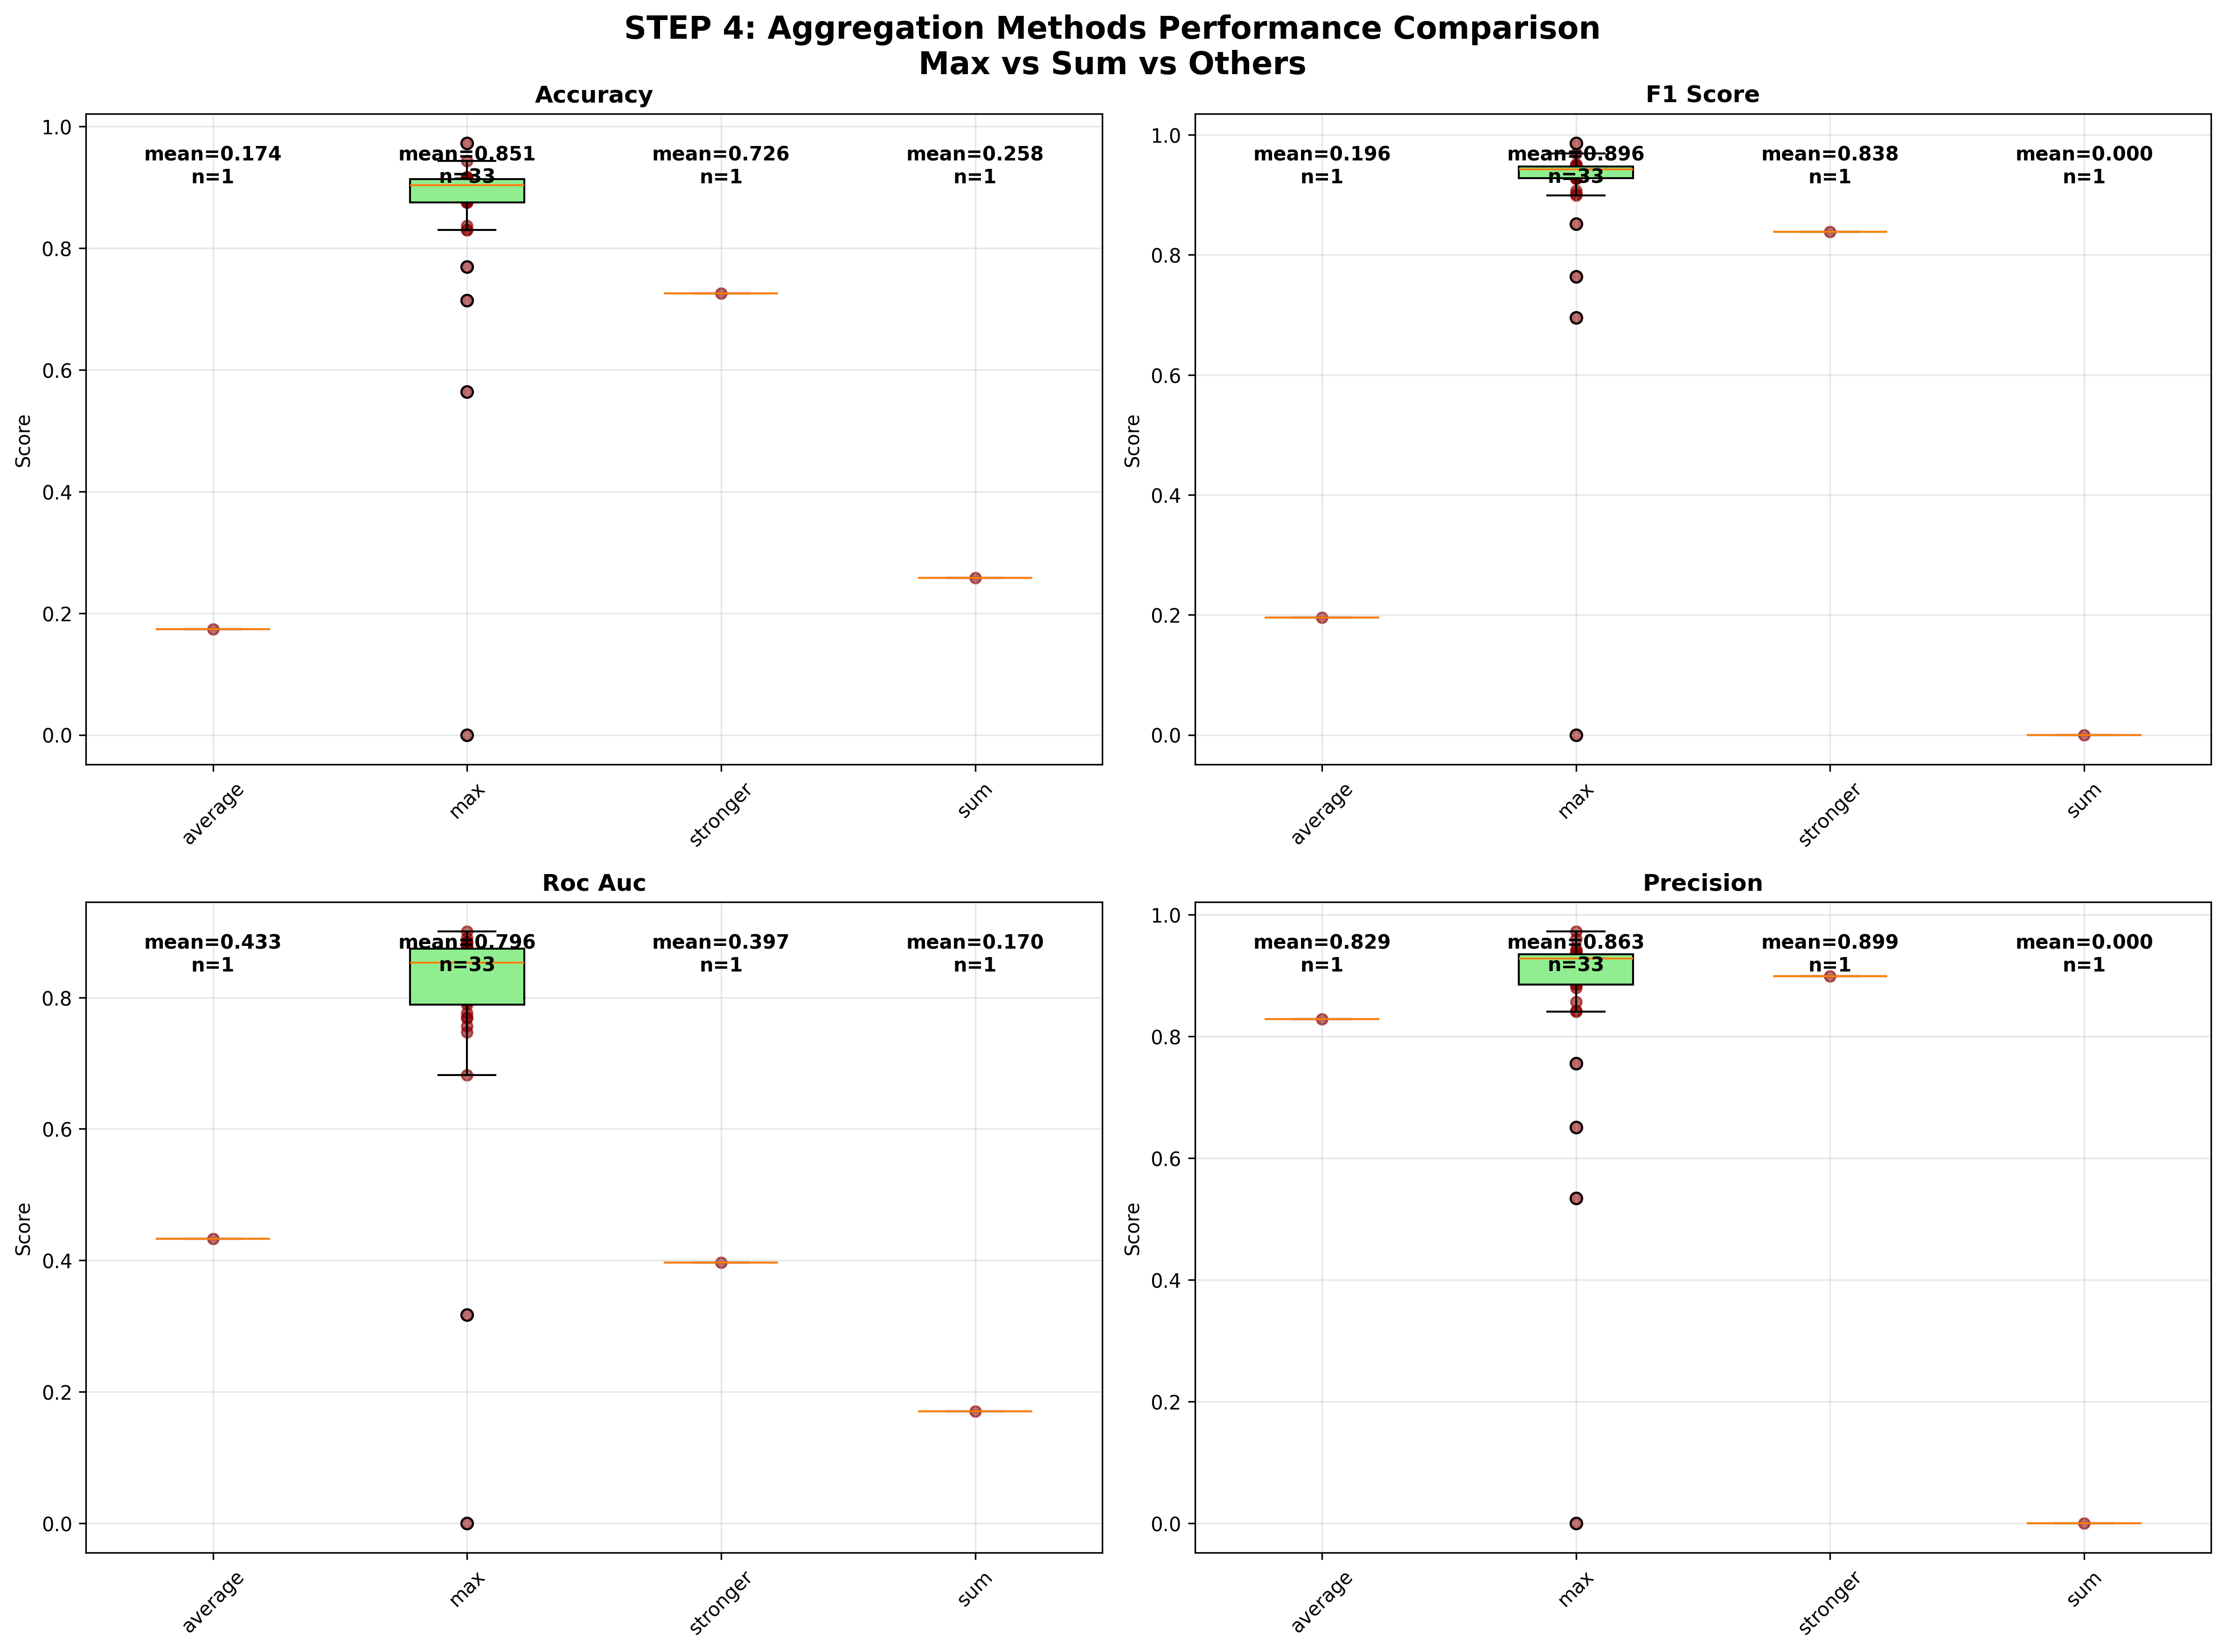 STEP 4: Aggregation Methods Performance Comparison
Max vs Sum vs Others
Accuracy
1.0
0.8
0.6
0.4
0.2
0.0
Score
mean=0.174
n=1
mean=0.851
n=33
mean=0.726
n=1
mean=0.258
n=1
average
max
stronger
sum
F1 Score
1.0
0.8
0.6
0.4
0.2
0.0
Score
mean=0.196
n=1
mean=0.896
n=33
mean=0.838
n=1
mean=0.000
n=1
average
max
stronger
sum
Roc Auc
0.8
0.6
0.4
0.2
0.0
Score
mean=0.433
n=1
mean=0.796
n=33
mean=0.397
n=1
mean=0.170
n=1
average
max
stronger
sum
Precision
1.0
0.8
0.6
0.4
0.2
0.0
Score
mean=0.829
n=1
mean=0.863
n=33
mean=0.899
n=1
mean=0.000
n=1
average
max
stronger
sum